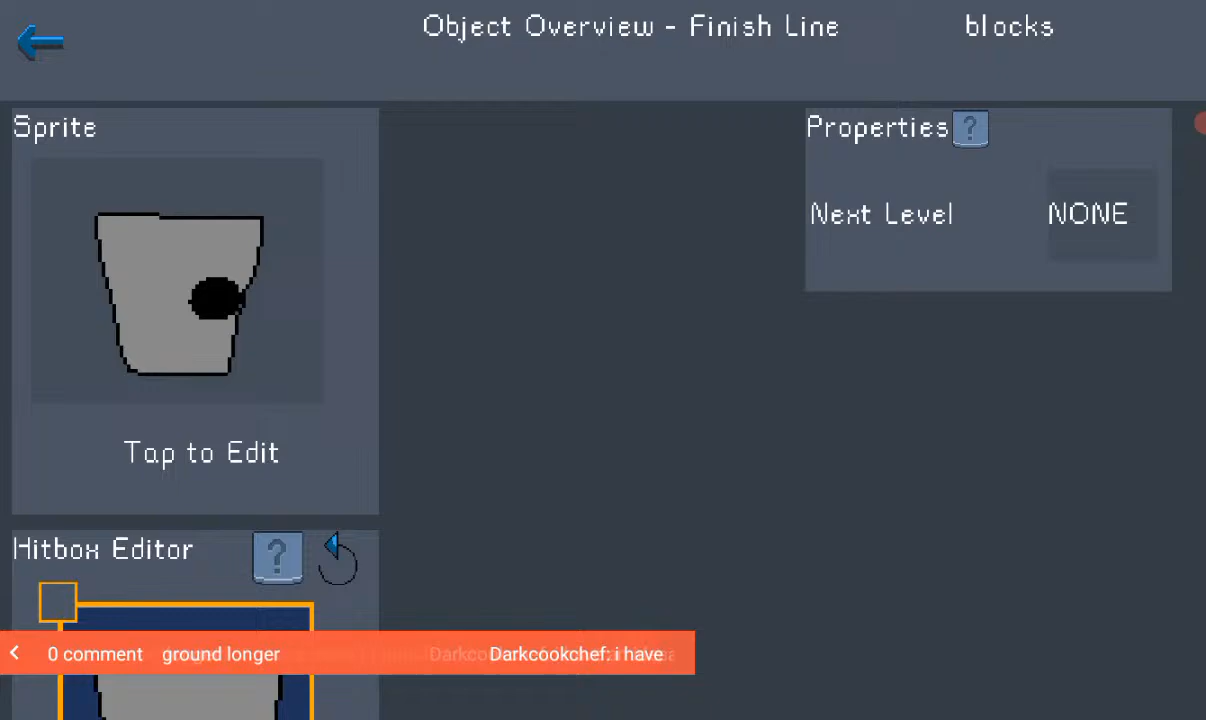 Object Overview - Finish Line
blocks
Sprite
Properties ?
Next Level NONE
Tap to Edit
Hitbox Editor ?
0 comment ground longer Darkcookchef: i have